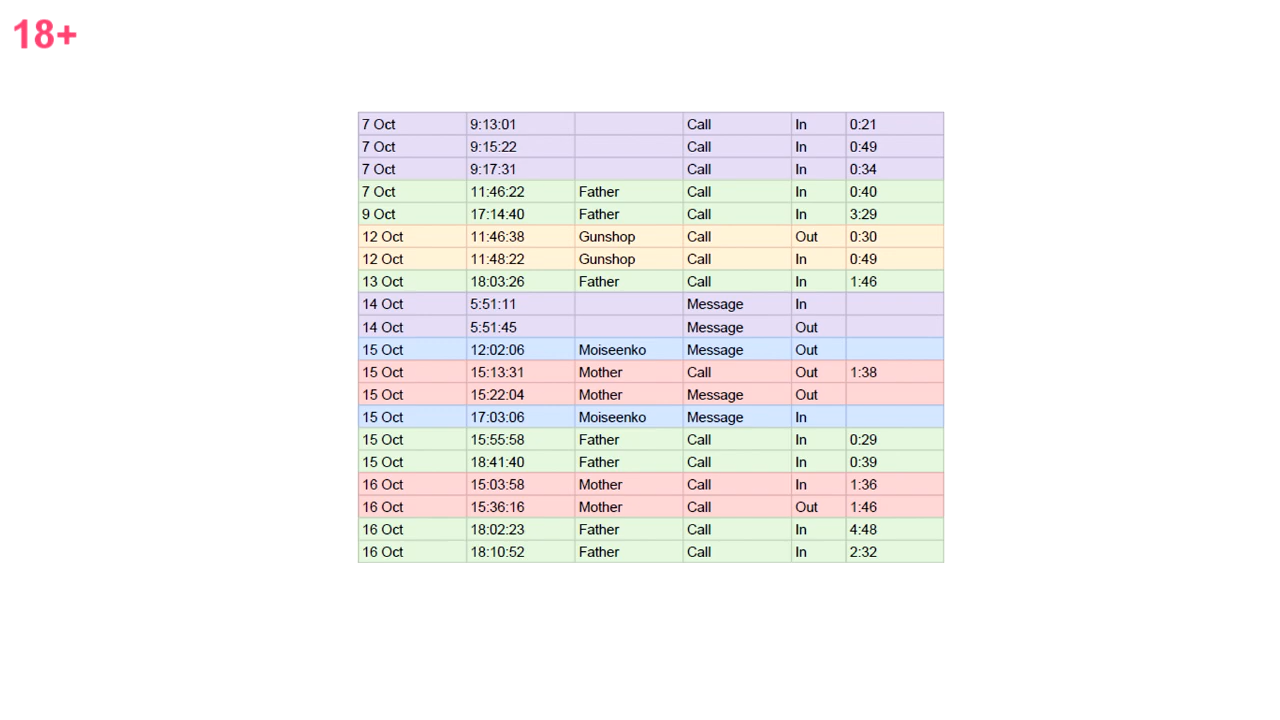 18+
7 Oct 9:13:01 Call In 0:21
7 Oct 9:15:22 Call In 0:49
7 Oct 9:17:31 Call In 0:34
7 Oct 11:46:22 Father Call In 0:40
9 Oct 17:14:40 Father Call In 3:29
12 Oct 11:46:38 Gunshop Call Out 0:30
12 Oct 11:48:22 Gunshop Call In 0:49
13 Oct 18:03:26 Father Call In 1:46
14 Oct 5:51:11 Message In
14 Oct 5:51:45 Message Out
15 Oct 12:02:06 Moiseenko Message Out
15 Oct 15:13:31 Mother Call Out 1:38
15 Oct 15:22:04 Mother Message Out
15 Oct 17:03:06 Moiseenko Message In
15 Oct 15:55:58 Father Call In 0:29
15 Oct 18:41:40 Father Call In 0:39
16 Oct 15:03:58 Mother Call In 1:36
16 Oct 15:36:16 Mother Call Out 1:46
16 Oct 18:02:23 Father Call In 4:48
16 Oct 18:10:52 Father Call In 2:32